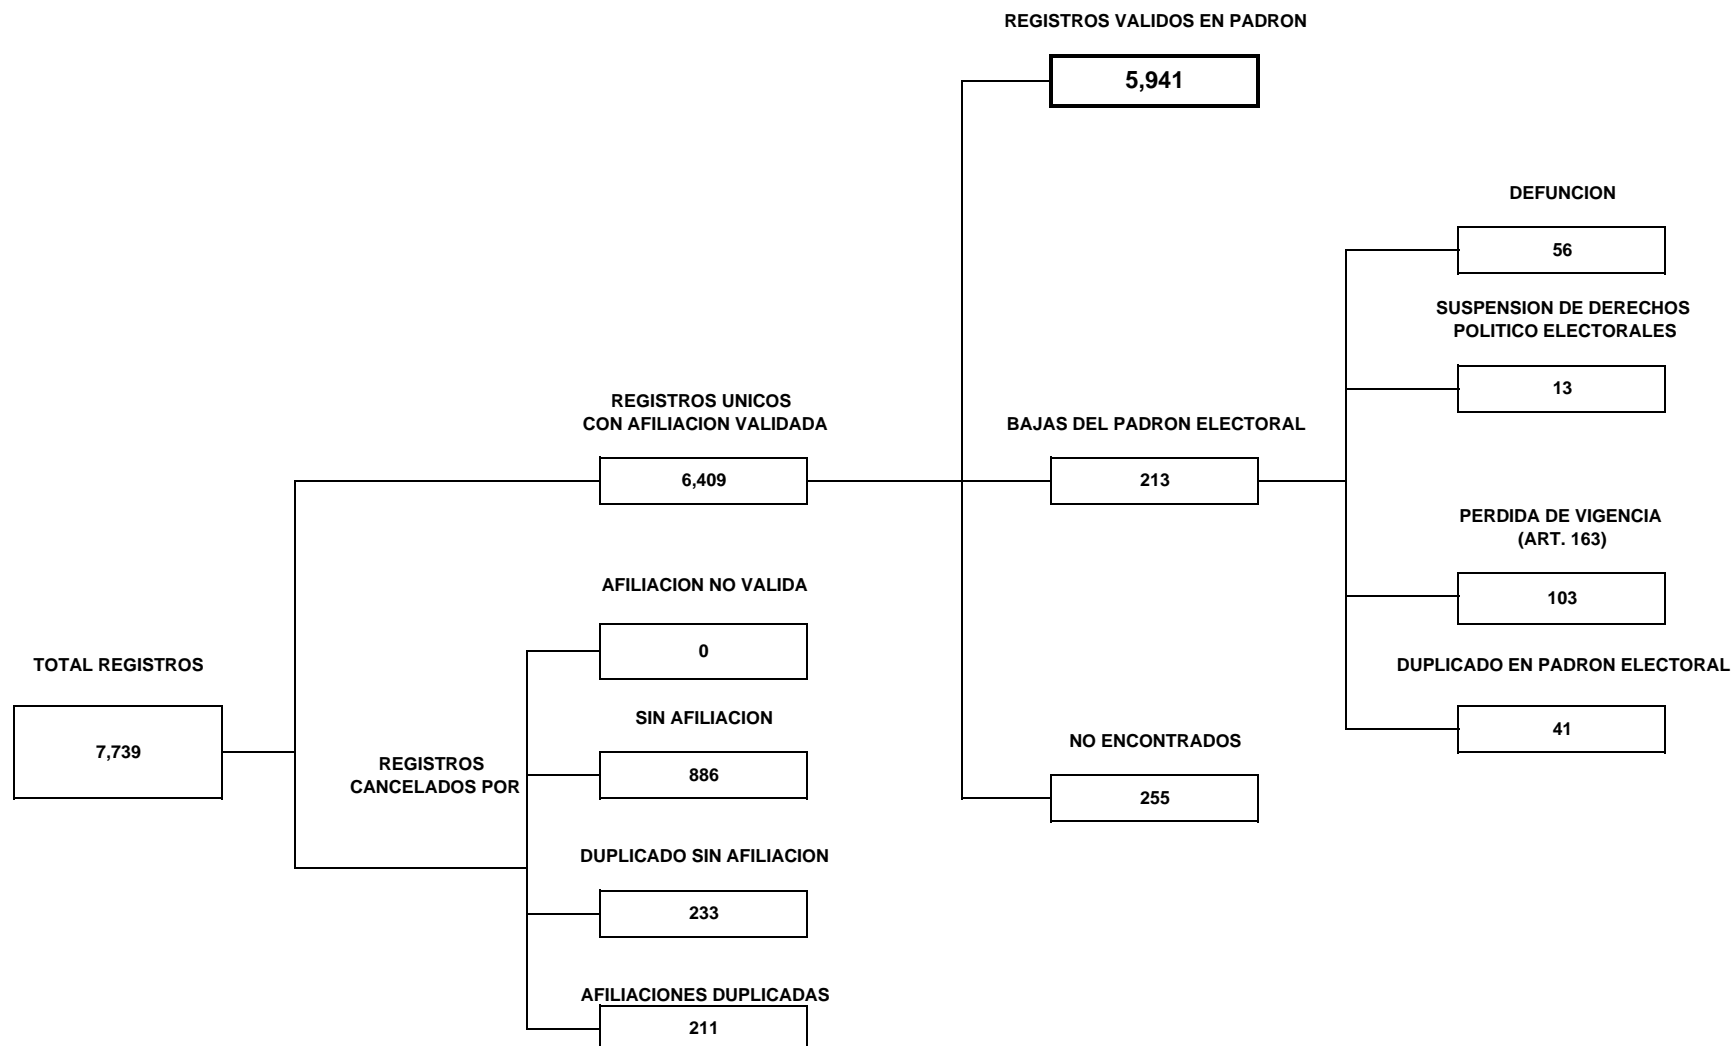 REGISTROS VALIDOS EN PADRON
5,941
DEFUNCION
56
SUSPENSION DE DERECHOS
POLITICO ELECTORALES
13
REGISTROS UNICOS
CON AFILIACION VALIDADA
6,409
BAJAS DEL PADRON ELECTORAL
213
PERDIDA DE VIGENCIA
(ART. 163)
103
AFILIACION NO VALIDA
0
TOTAL REGISTROS
7,739
DUPLICADO EN PADRON ELECTORAL
41
SIN AFILIACION
886
REGISTROS
CANCELADOS POR
NO ENCONTRADOS
255
DUPLICADO SIN AFILIACION
233
AFILIACIONES DUPLICADAS
211